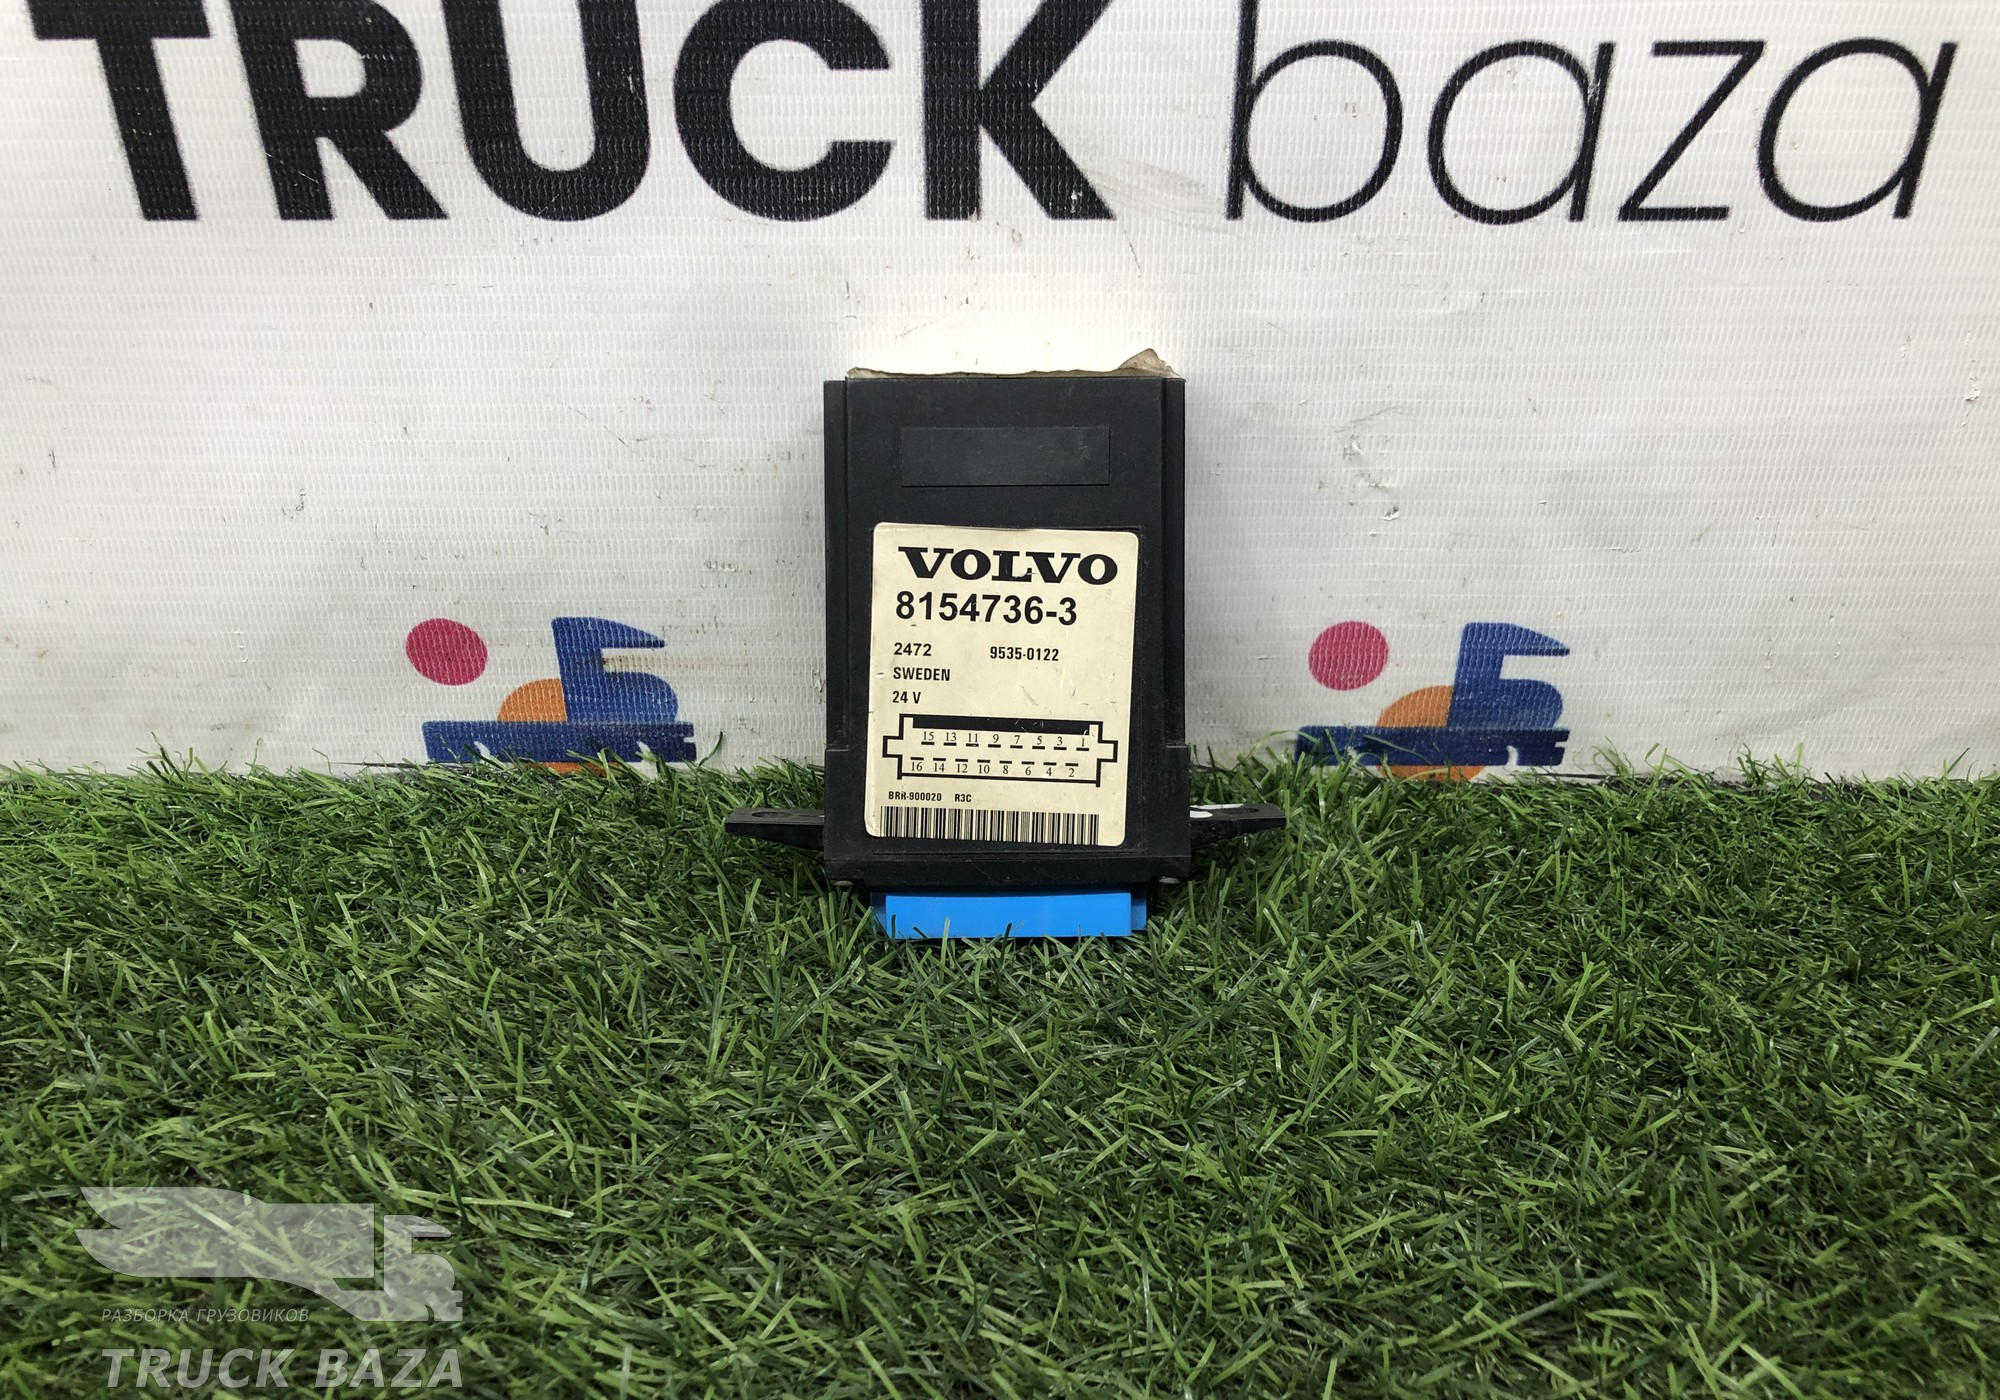 TRUCK baza
VOLVO
8154736-3
2472 9535-0122
SWEDEN
24 V
15 13 11 9 7 5 3 1
16 14 12 10 8 6 4 2
BRR-900020 R3C
РАЗБОРКА ГРУЗОВИКОВ
TRUCK BAZA